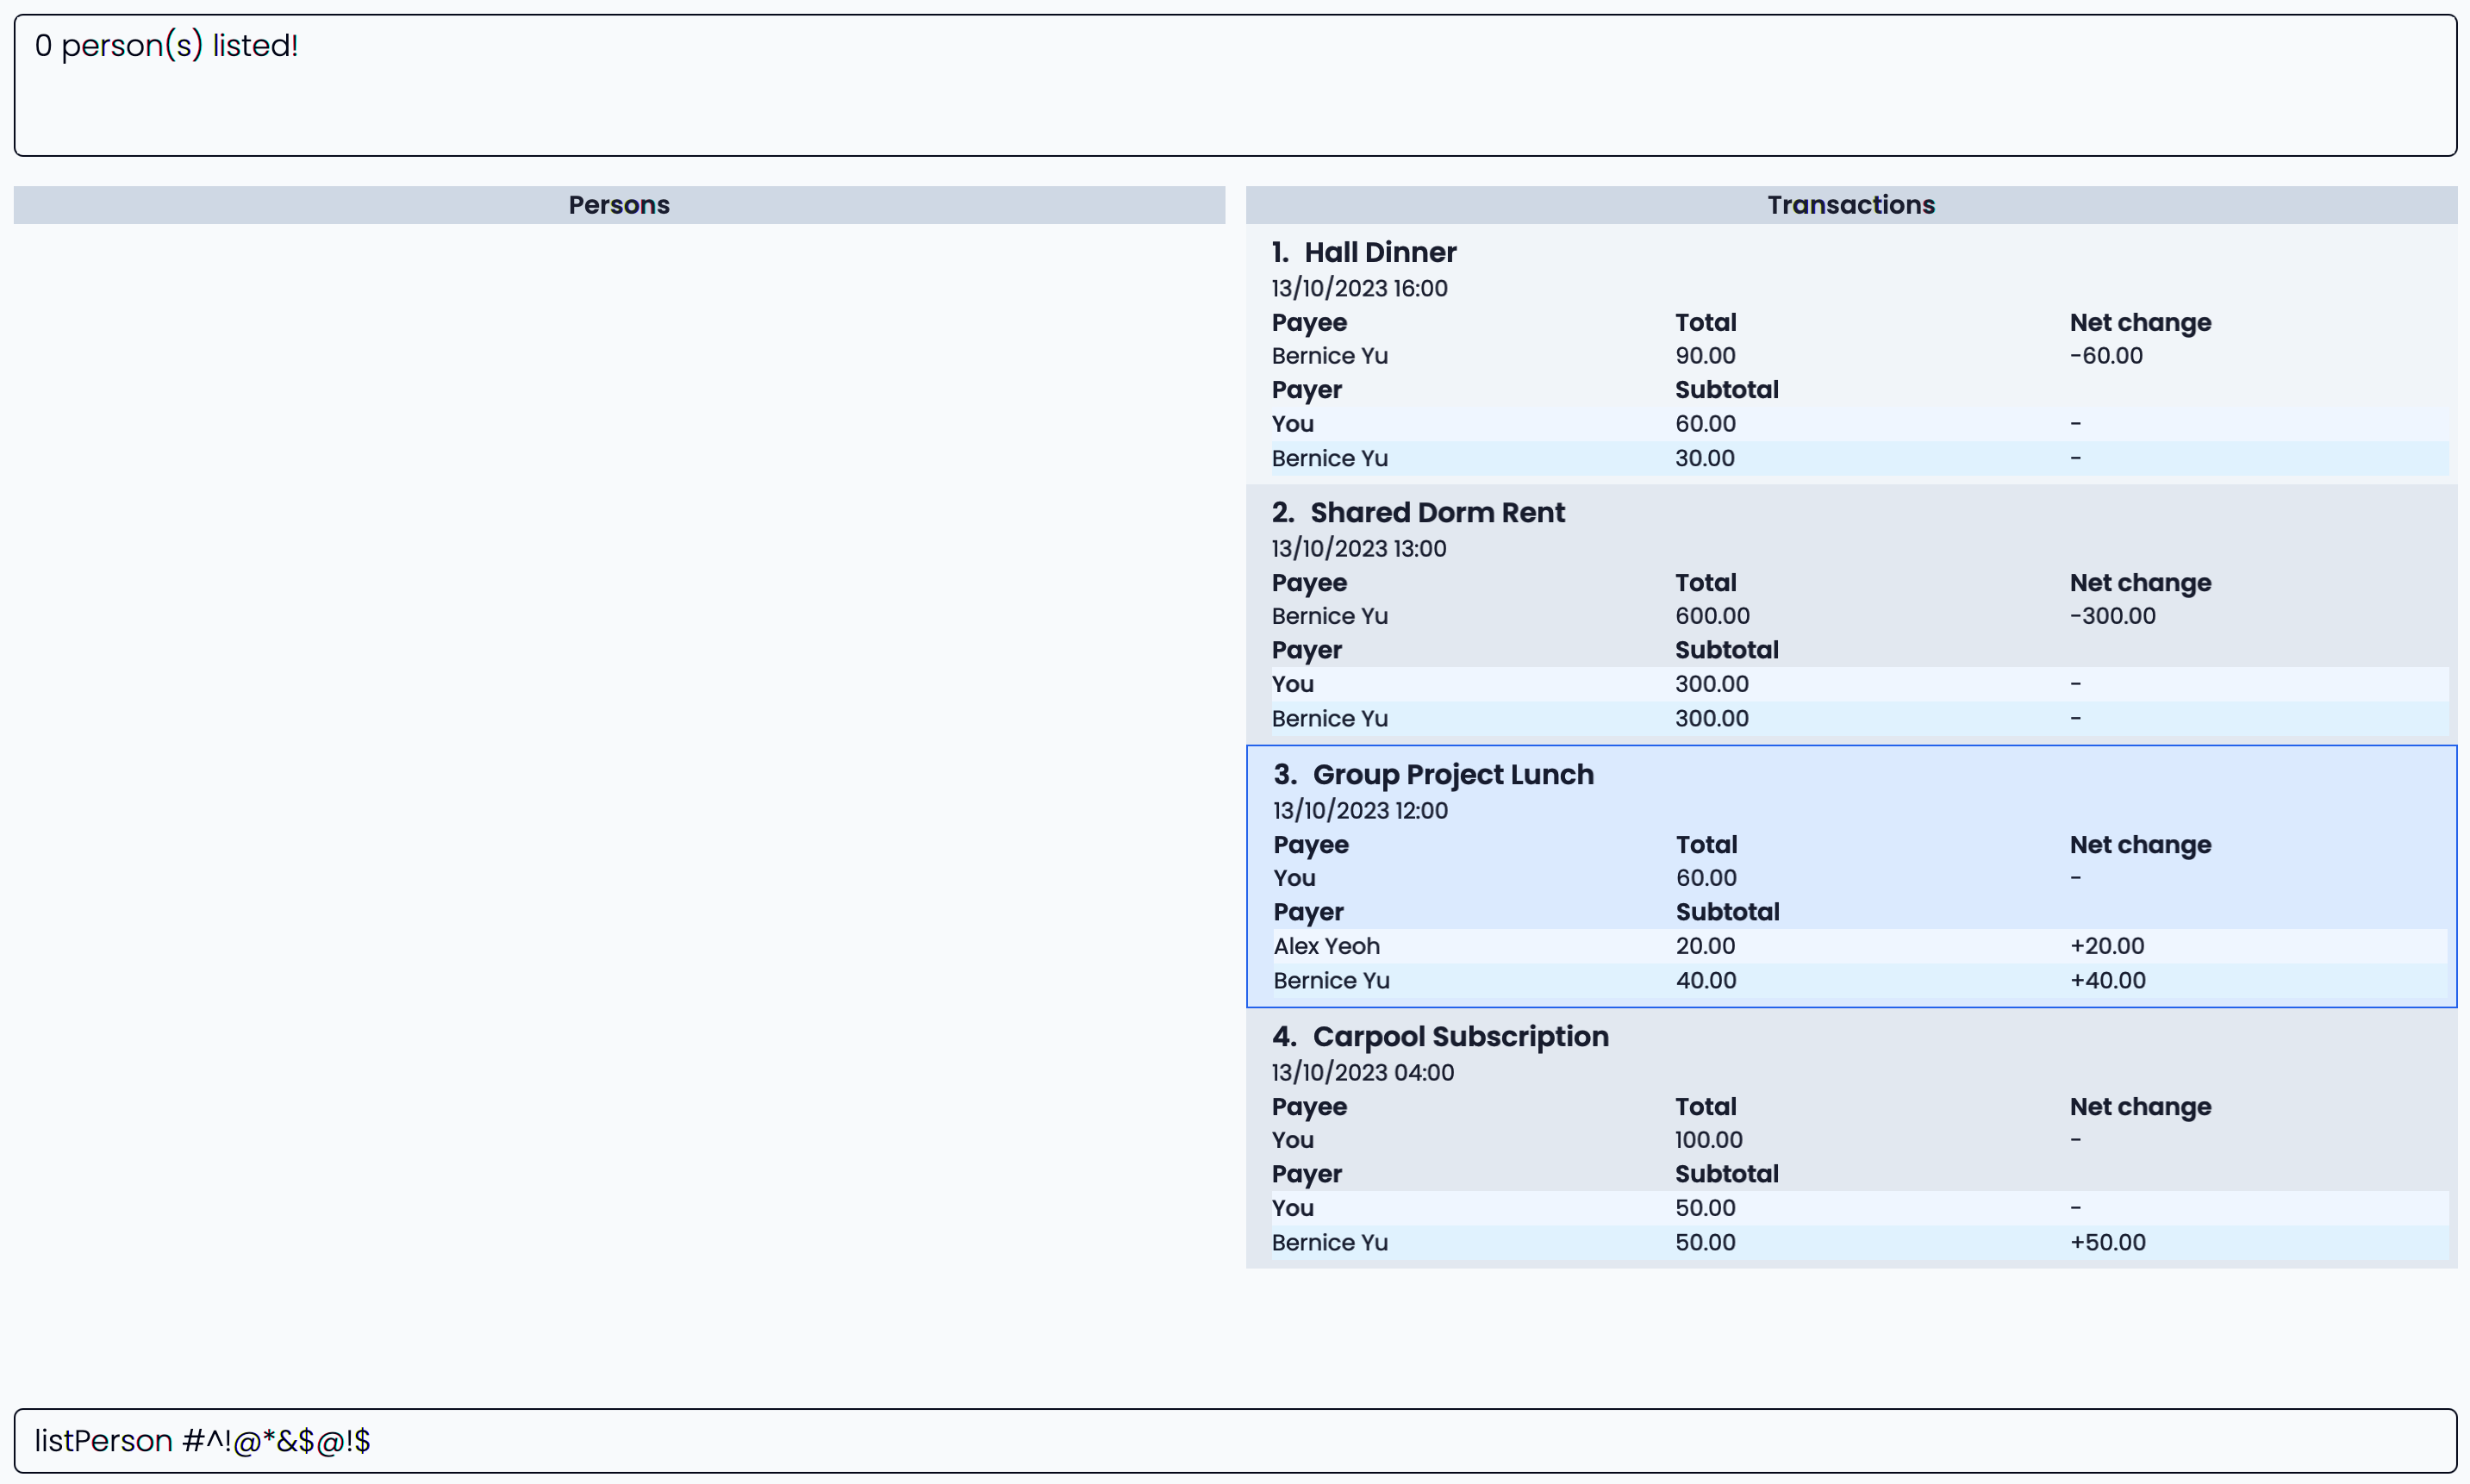 0 person(s) listed!
Persons
Transactions
1. Hall Dinner
13/10/2023 16:00
Payee Total Net change
Bernice Yu 90.00 -60.00
Payer Subtotal
You 60.00 -
Bernice Yu 30.00 -
2. Shared Dorm Rent
13/10/2023 13:00
Payee Total Net change
Bernice Yu 600.00 -300.00
Payer Subtotal
You 300.00 -
Bernice Yu 300.00 -
3. Group Project Lunch
13/10/2023 12:00
Payee Total Net change
You 60.00 -
Payer Subtotal
Alex Yeoh 20.00 +20.00
Bernice Yu 40.00 +40.00
4. Carpool Subscription
13/10/2023 04:00
Payee Total Net change
You 100.00 -
Payer Subtotal
You 50.00 -
Bernice Yu 50.00 +50.00
listPerson #^!@*&$@!$